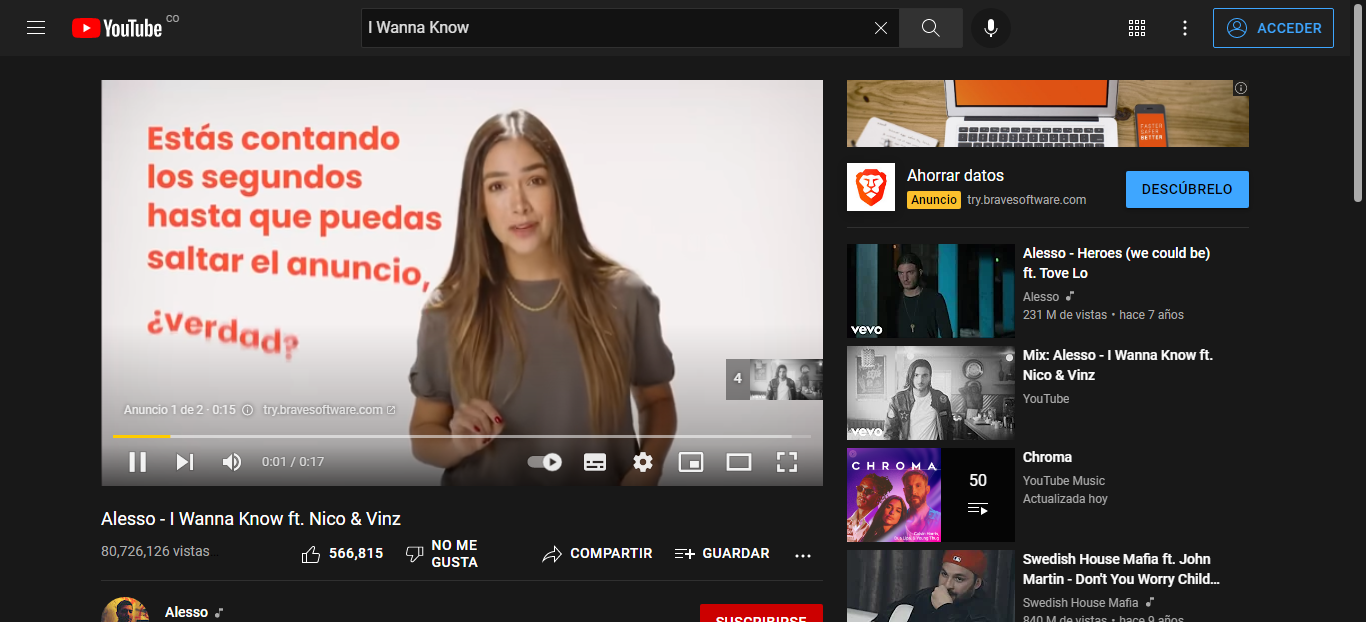 YouTube CO
I Wanna Know
ACCEDER
Estás contando
los segundos
hasta que puedas
saltar el anuncio,
¿verdad?
4
Anuncio 1 de 2 · 0:15 try.bravesoftware.com
0:01 / 0:17
Alesso - I Wanna Know ft. Nico & Vinz
80,726,126 vistas
566,815
NO ME
GUSTA
COMPARTIR
GUARDAR
Alesso
SUSCRIBIRSE
FASTER
SAFER
BETTER
Ahorrar datos
Anuncio try.bravesoftware.com
DESCÚBRELO
vevo
Alesso - Heroes (we could be)
ft. Tove Lo
Alesso
231 M de vistas • hace 7 años
vevo
Mix: Alesso - I Wanna Know ft.
Nico & Vinz
YouTube
CHROMA
50
Chroma
YouTube Music
Actualizada hoy
Swedish House Mafia ft. John
Martin - Don't You Worry Child...
Swedish House Mafia
840 M de vistas • hace 9 años